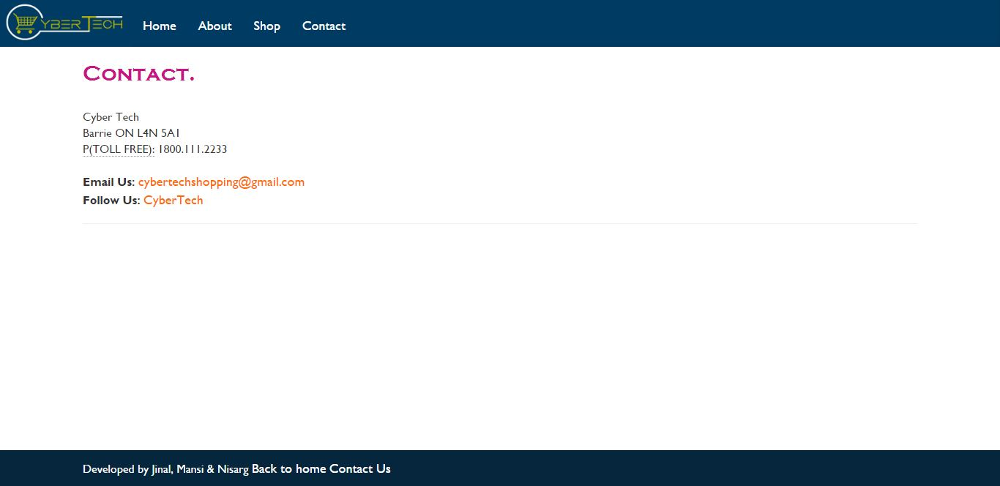 CyberTech
Home About Shop Contact
Contact.
Cyber Tech
Barrie ON L4N 5A1
P(TOLL FREE): 1800.111.2233
Email Us: cybertechshopping@gmail.com
Follow Us: CyberTech
Developed by Jinal, Mansi & Nisarg Back to home Contact Us